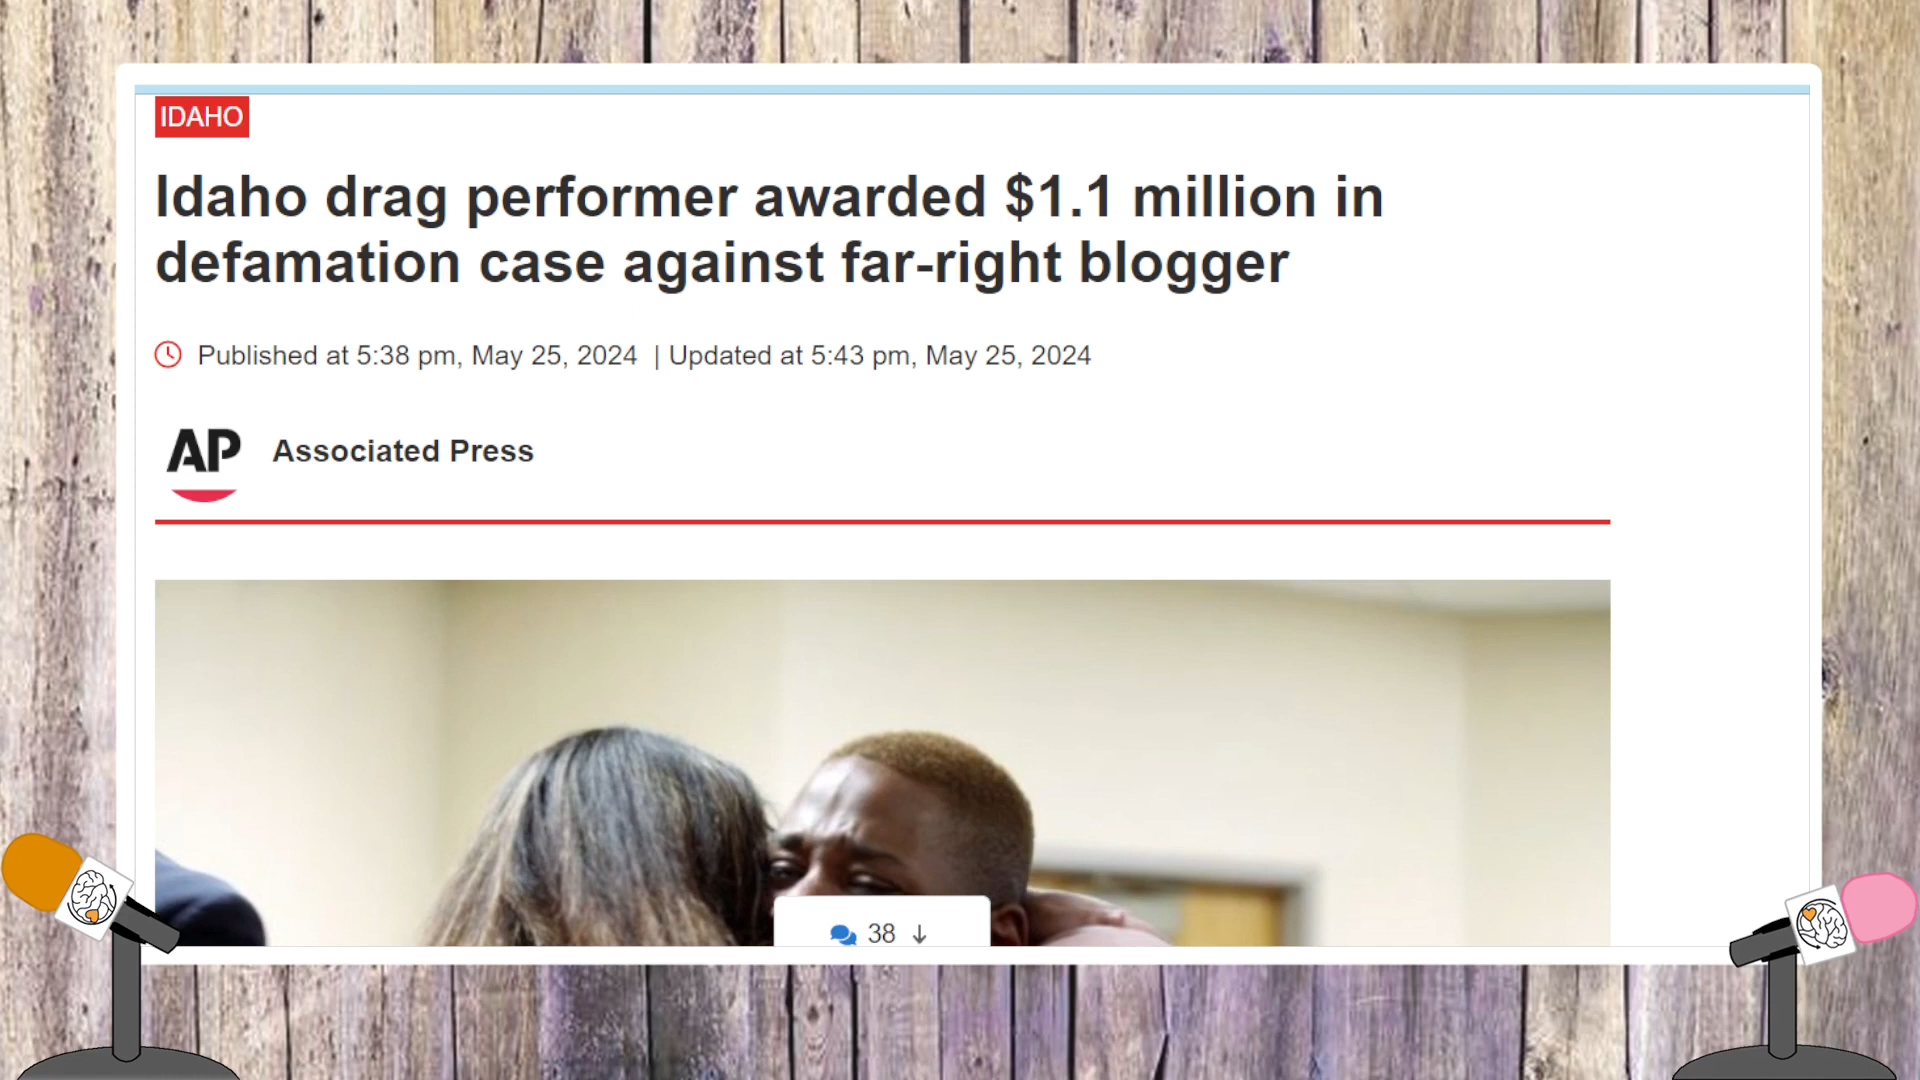 IDAHO
Idaho drag performer awarded $1.1 million in
defamation case against far-right blogger
Published at 5:38 pm, May 25, 2024 | Updated at 5:43 pm, May 25, 2024
AP Associated Press
38